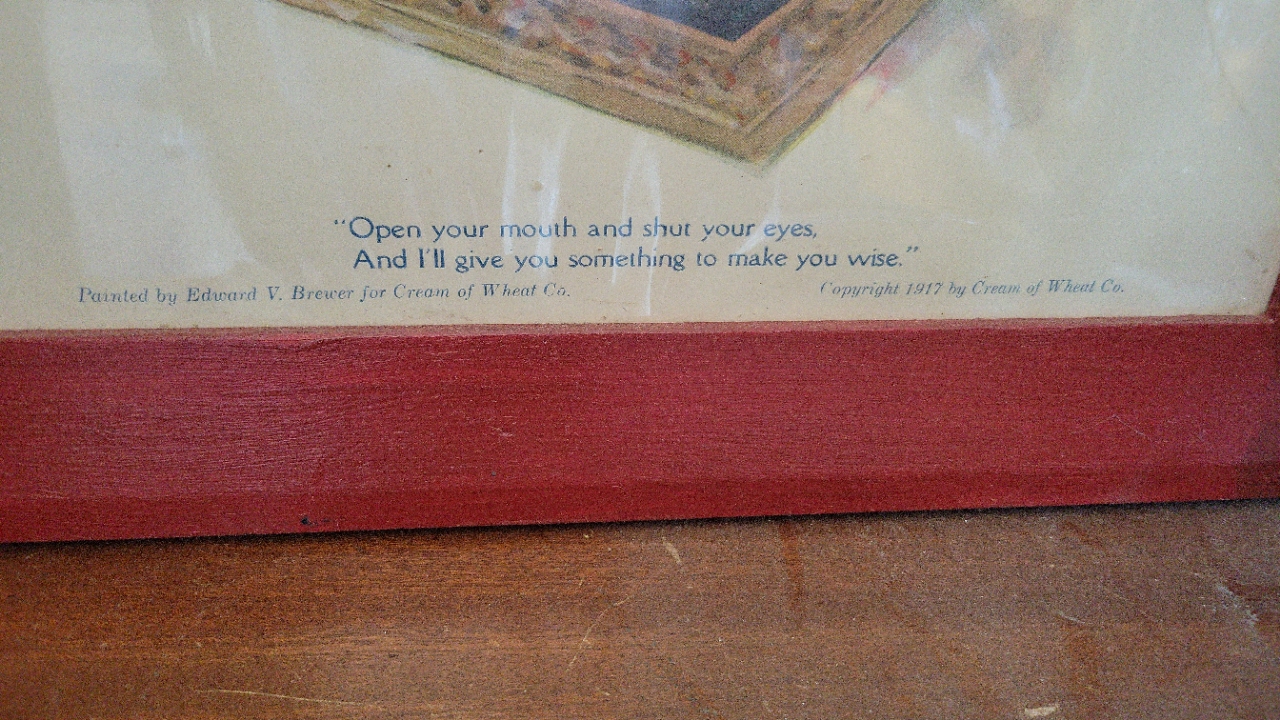 “Open your mouth and shut your eyes,
And I'll give you something to make you wise.”
Painted by Edward V. Brewer for Cream of Wheat Co.
Copyright 1917 by Cream of Wheat Co.